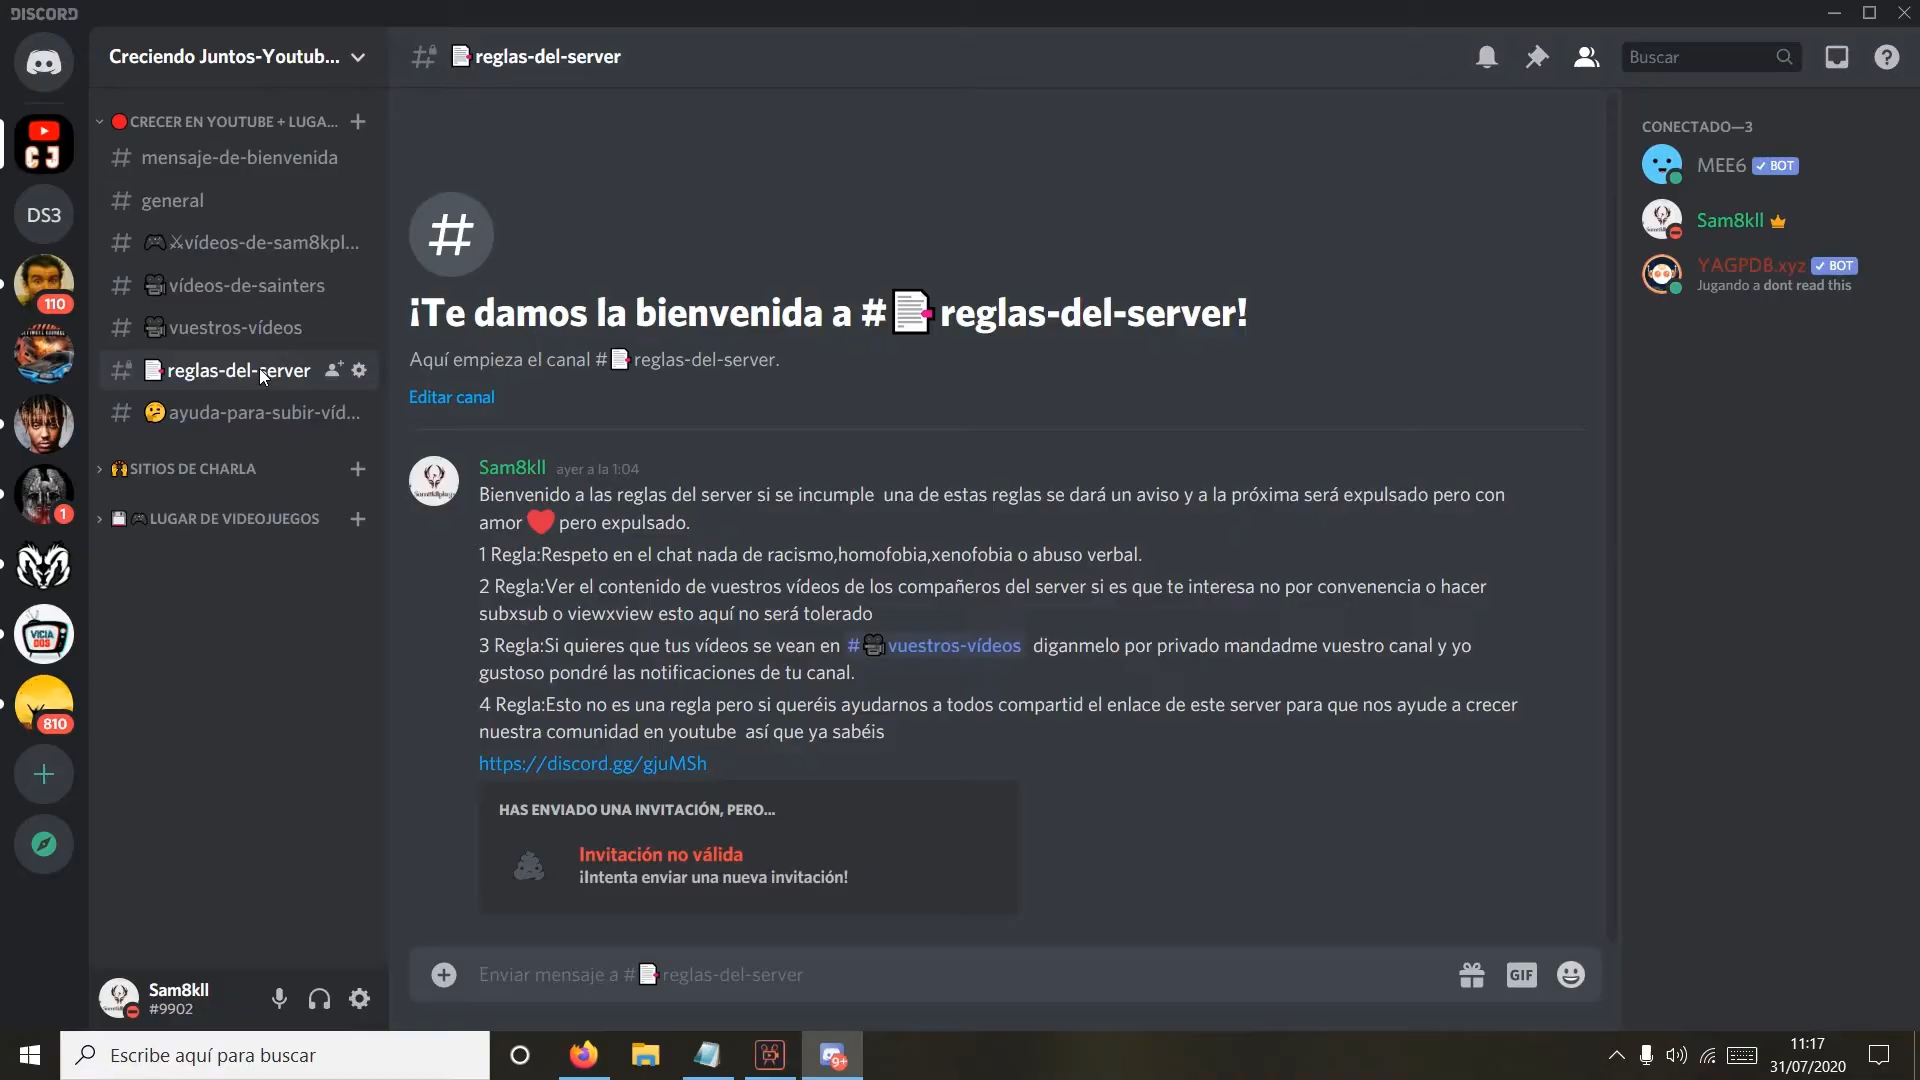 DISCORD
Creciendo Juntos-Youtub...
reglas-del-server
Buscar
CRECER EN YOUTUBE + LUGA...
mensaje-de-bienvenida
general
vídeos-de-sam8kpl...
vídeos-de-sainters
vuestros-vídeos
reglas-del-server
ayuda-para-subir-víd...
SITIOS DE CHARLA
LUGAR DE VIDEOJUEGOS
CJ
DS3
110
1
VICIA
DOS
810
¡Te damos la bienvenida a #reglas-del-server!
Aquí empieza el canal #reglas-del-server.
Editar canal
Sam8kll ayer a la 1:04
Bienvenido a las reglas del server si se incumple una de estas reglas se dará un aviso y a la próxima será expulsado pero con
amor ❤ pero expulsado.
1 Regla:Respeto en el chat nada de racismo,homofobia,xenofobia o abuso verbal.
2 Regla:Ver el contenido de vuestros vídeos de los compañeros del server si es que te interesa no por convenencia o hacer
subxsub o viewxview esto aquí no será tolerado
3 Regla:Si quieres que tus vídeos se vean en #vuestros-vídeos diganmelo por privado mandadme vuestro canal y yo
gustoso pondré las notificaciones de tu canal.
4 Regla:Esto no es una regla pero si queréis ayudarnos a todos compartid el enlace de este server para que nos ayude a crecer
nuestra comunidad en youtube así que ya sabéis
https://discord.gg/gjuMSh
HAS ENVIADO UNA INVITACIÓN, PERO...
Invitación no válida
¡Intenta enviar una nueva invitación!
Enviar mensaje a #reglas-del-server
GIF
CONECTADO—3
MEE6 BOT
Sam8kll
YAGPDB.xyz BOT
Jugando a dont read this
Sam8kll
#9902
Escribe aquí para buscar
9+
11:17
31/07/2020